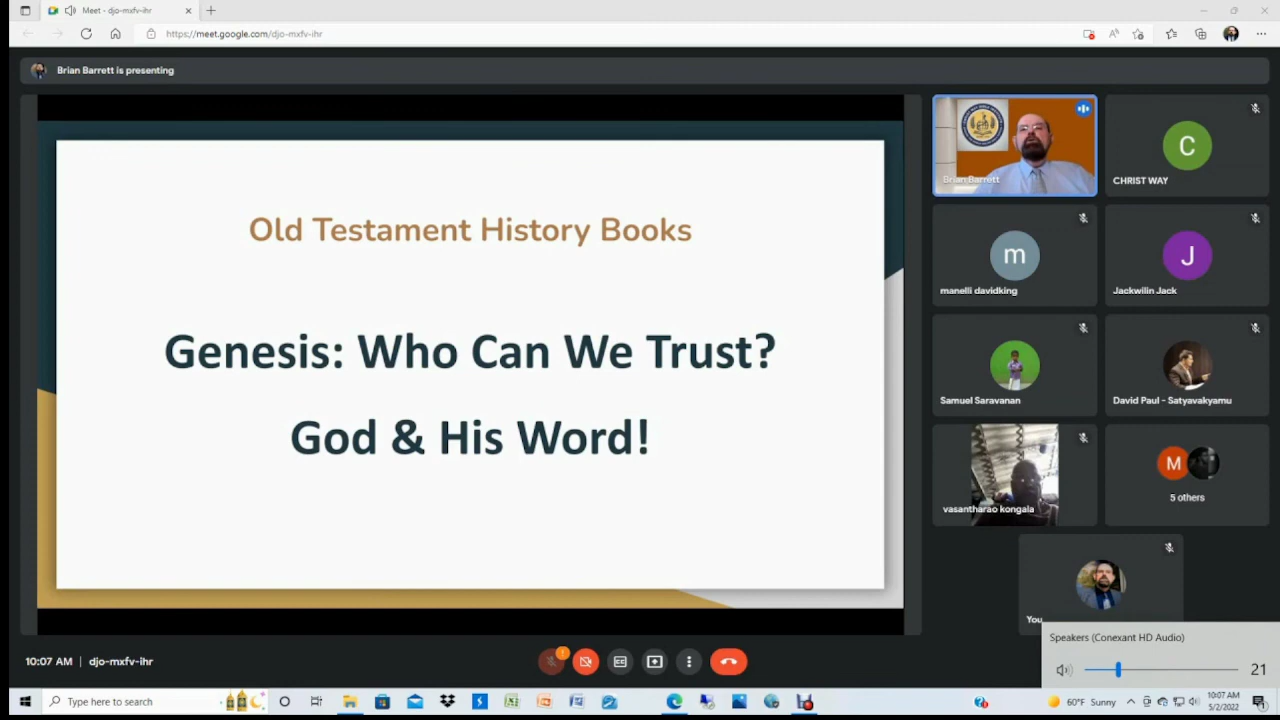 Meet - djo-mxfv-ihr
https://meet.google.com/djo-mxfv-ihr
Brian Barrett is presenting
Old Testament History Books
Genesis: Who Can We Trust?
God & His Word!
Brian Barrett
C
CHRIST WAY
m
manelli davidking
J
Jackwilin Jack
Samuel Saravanan
David Paul - Satyavakyamu
vasantharao kongala
M
5 others
You
Speakers (Conexant HD Audio)
21
10:07 AM | djo-mxfv-ihr
Type here to search
60°F Sunny
10:07 AM
5/2/2022